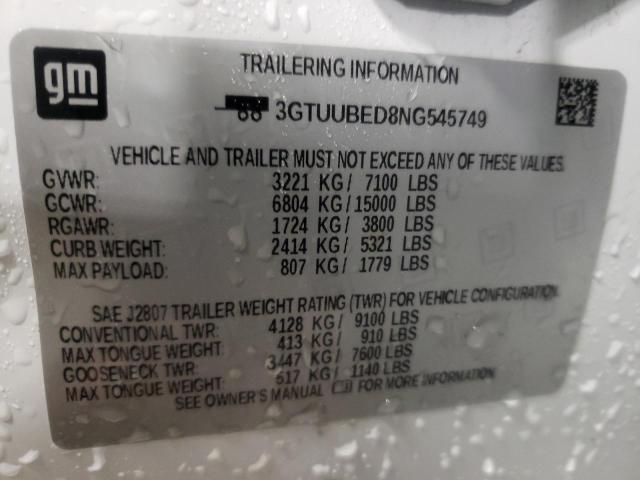 gm
TRAILERING INFORMATION
3GTUUBED8NG545749
VEHICLE AND TRAILER MUST NOT EXCEED ANY OF THESE VALUES.
GVWR: 3221 KG/ 7100 LBS
GCWR: 6804 KG/15000 LBS
RGAWR: 1724 KG/ 3800 LBS
CURB WEIGHT: 2414 KG/ 5321 LBS
MAX PAYLOAD: 807 KG/ 1779 LBS
SAE J2807 TRAILER WEIGHT RATING (TWR) FOR VEHICLE CONFIGURATION.
CONVENTIONAL TWR: 4128 KG/ 9100 LBS
MAX TONGUE WEIGHT: 413 KG/ 910 LBS
GOOSENECK TWR: 3447 KG/ 7600 LBS
MAX TONGUE WEIGHT: 517 KG/ 1140 LBS
SEE OWNER'S MANUAL FOR MORE INFORMATION